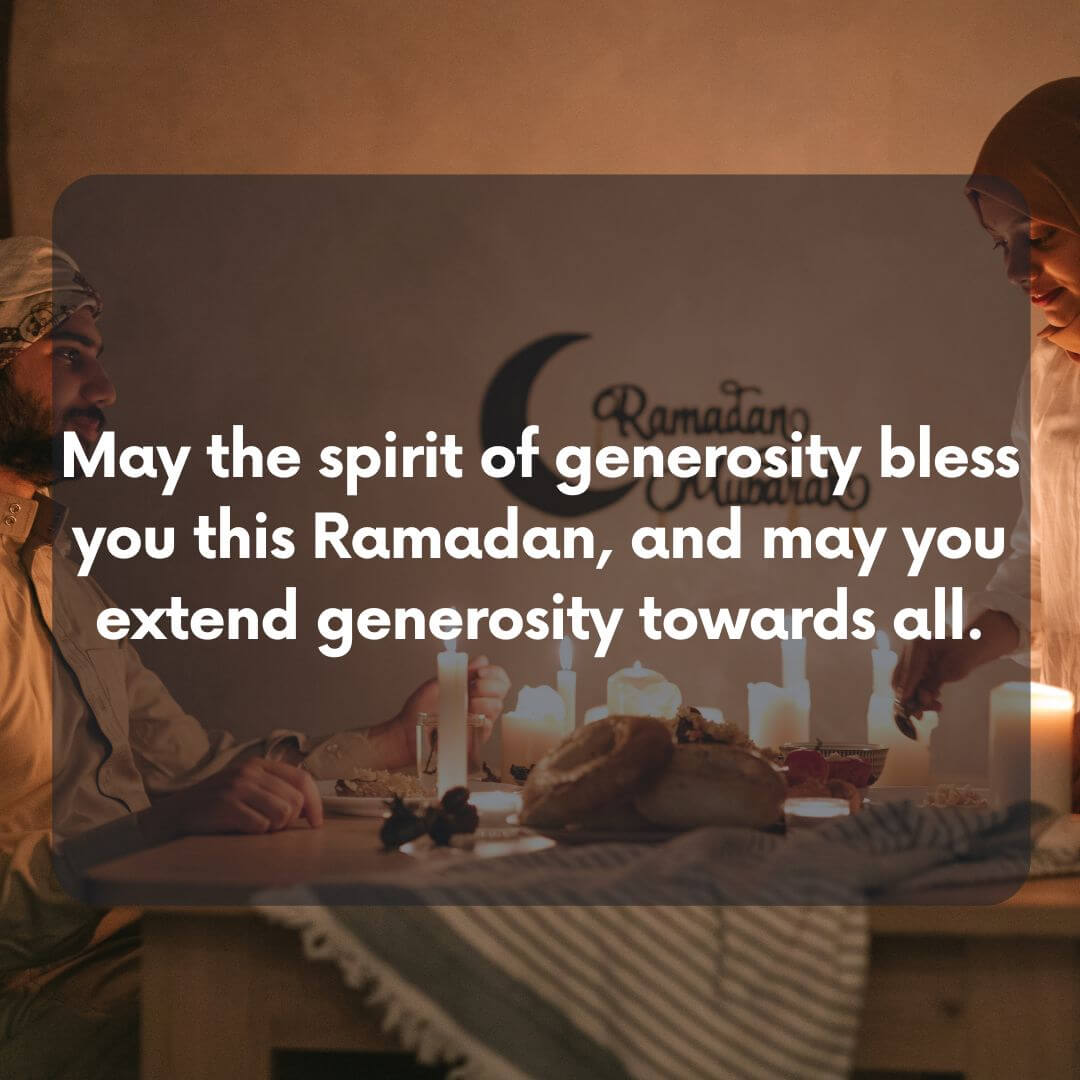 Ramadan
Mubarak
May the spirit of generosity bless
you this Ramadan, and may you
extend generosity towards all.